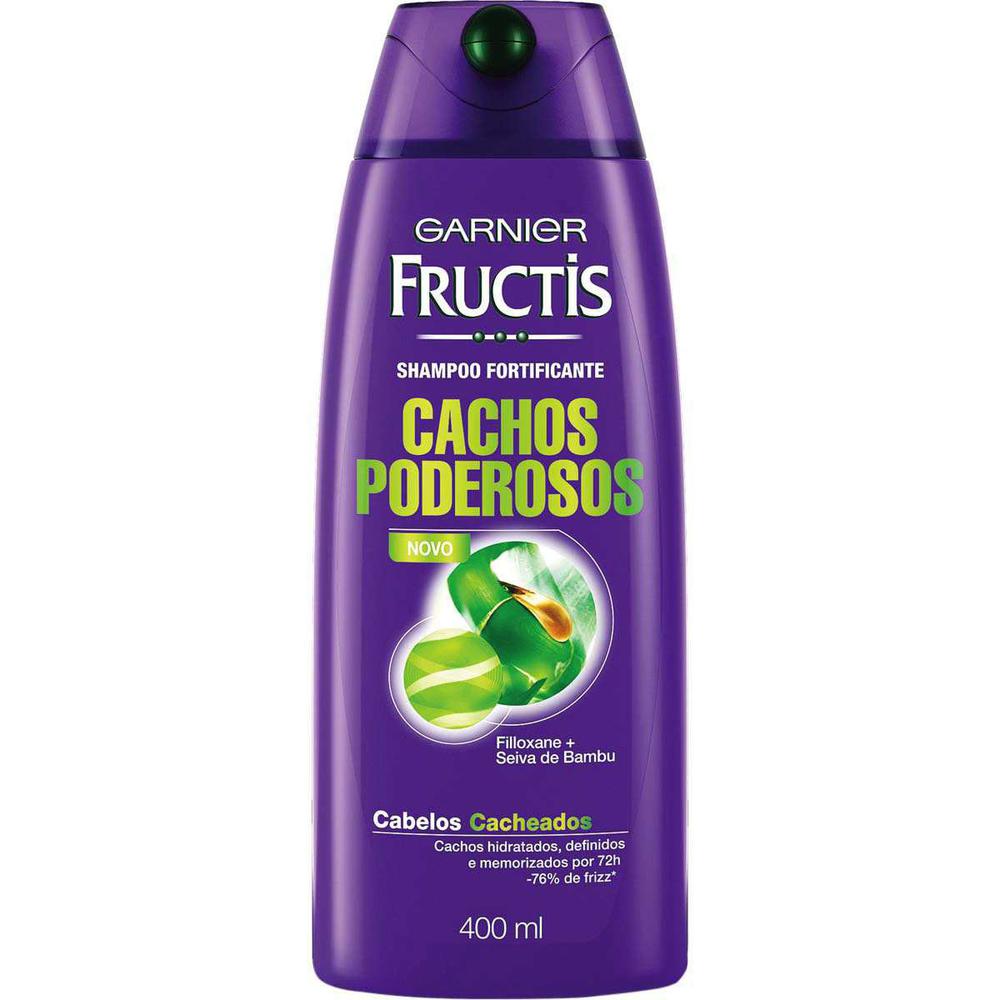 GARNIER
FRUCTIS
SHAMPOO FORTIFICANTE
CACHOS
PODEROSOS
NOVO
Filloxane +
Seiva de Bambu
Cabelos Cacheados
Cachos hidratados, definidos
e memorizados por 72h
-76% de frizz*
400 ml